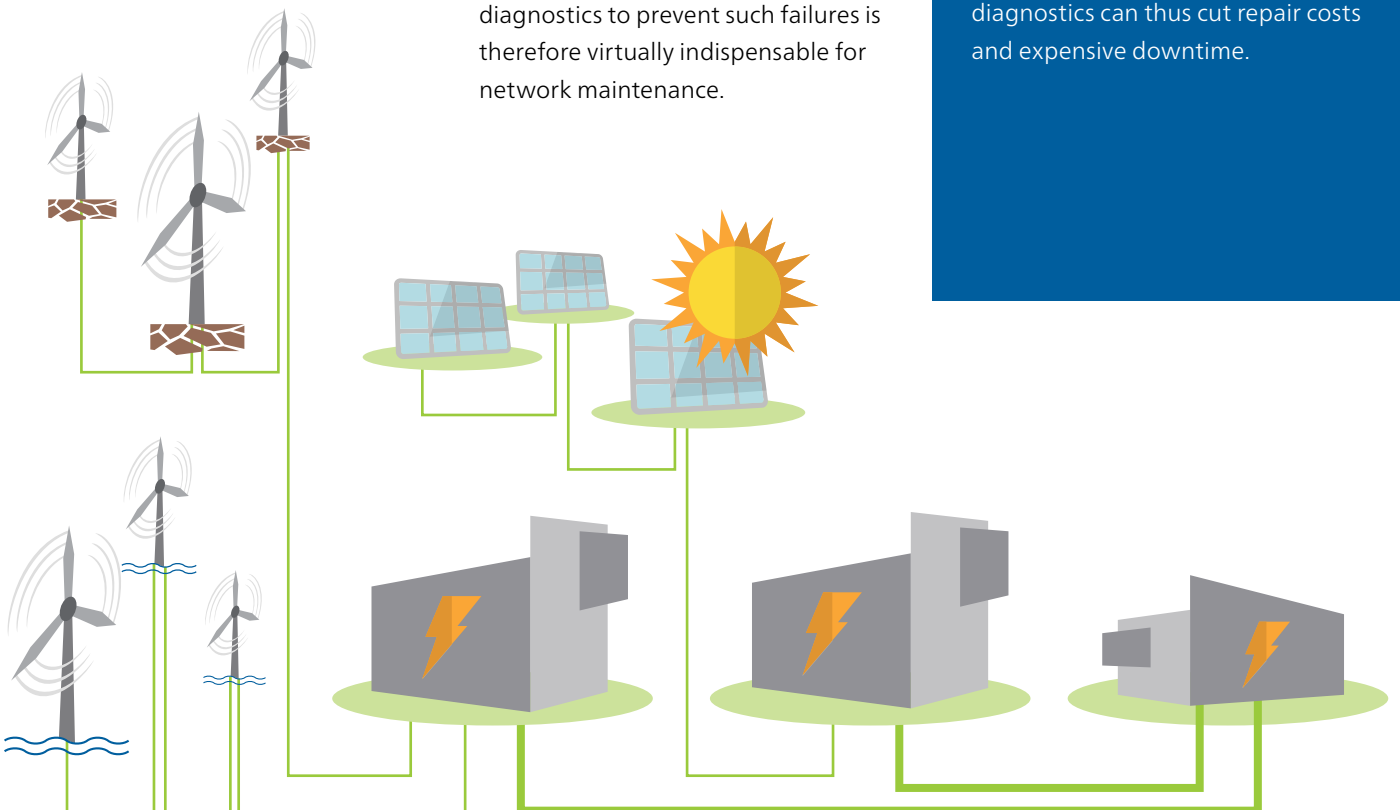 diagnostics to prevent such failures is
therefore virtually indispensable for
network maintenance.
diagnostics can thus cut repair costs
and expensive downtime.